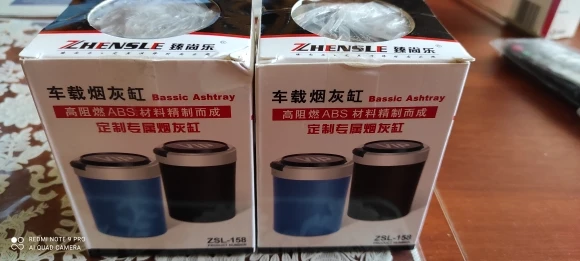 ZHENSLE 臻尚乐
车载烟灰缸 Bassic Ashtray
高阻燃ABS材料精制而成
定制专属烟灰缸
ZSL-158
ZHENSLE 臻尚乐
车载烟灰缸 Bassic Ashtray
高阻燃ABS材料精制而成
定制专属烟灰缸
ZSL-158
REDMI NOTE 9 PRO
AI QUAD CAMERA